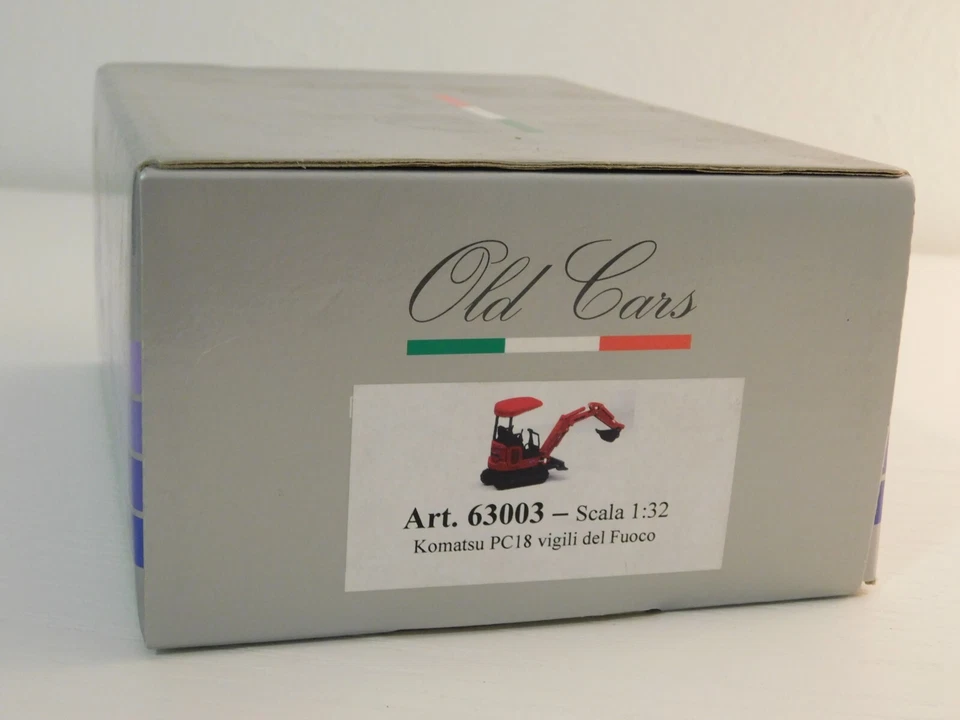 Old Cars
Art. 63003 – Scala 1:32
Komatsu PC18 vigili del Fuoco